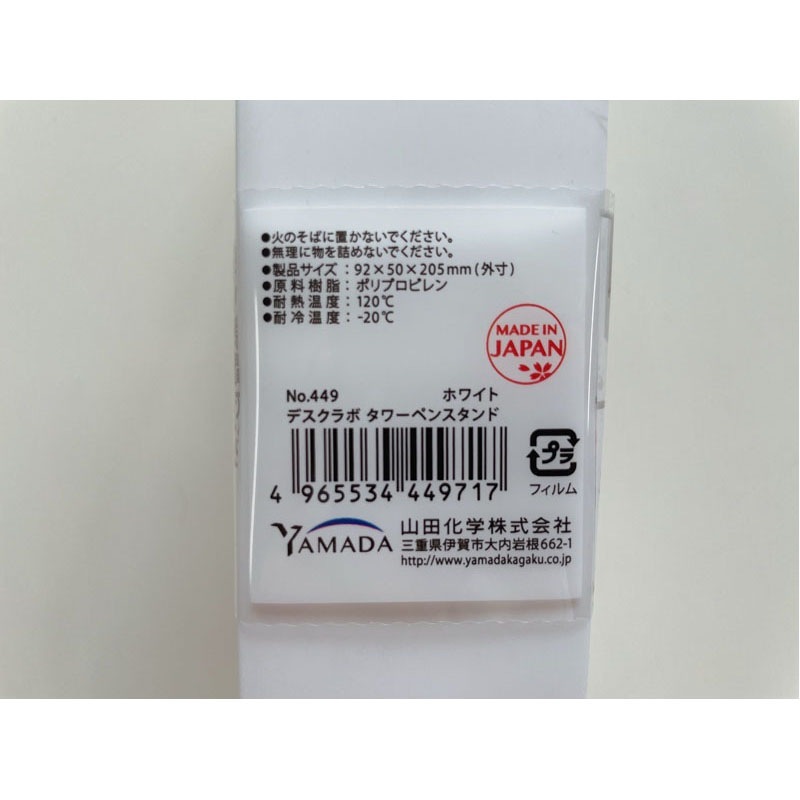 ●火のそばに置かないでください。
●無理に物を詰めないでください。
●製品サイズ：92×50×205mm(外寸)
●原料樹脂：ポリプロピレン
●耐熱温度：120℃
●耐冷温度：-20℃
MADE IN
JAPAN
No.449 ホワイト
デスクラボ タワーペンスタンド
4 965534 449717
プラ
フィルム
YAMADA
山田化学株式会社
三重県伊賀市大内岩根662-1
http://www.yamadakagaku.co.jp